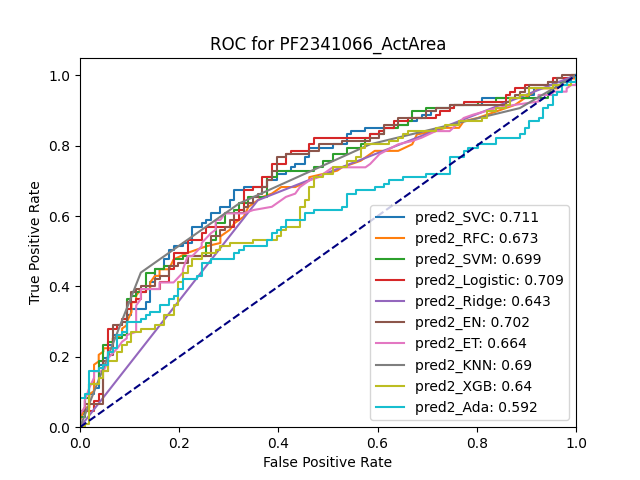 ROC for PF2341066_ActArea
True Positive Rate
1.0
0.8
0.6
0.4
0.2
0.0
pred2_SVC: 0.711
pred2_RFC: 0.673
pred2_SVM: 0.699
pred2_Logistic: 0.709
pred2_Ridge: 0.643
pred2_EN: 0.702
pred2_ET: 0.664
pred2_KNN: 0.69
pred2_XGB: 0.64
pred2_Ada: 0.592
0.0 0.2 0.4 0.6 0.8 1.0
False Positive Rate